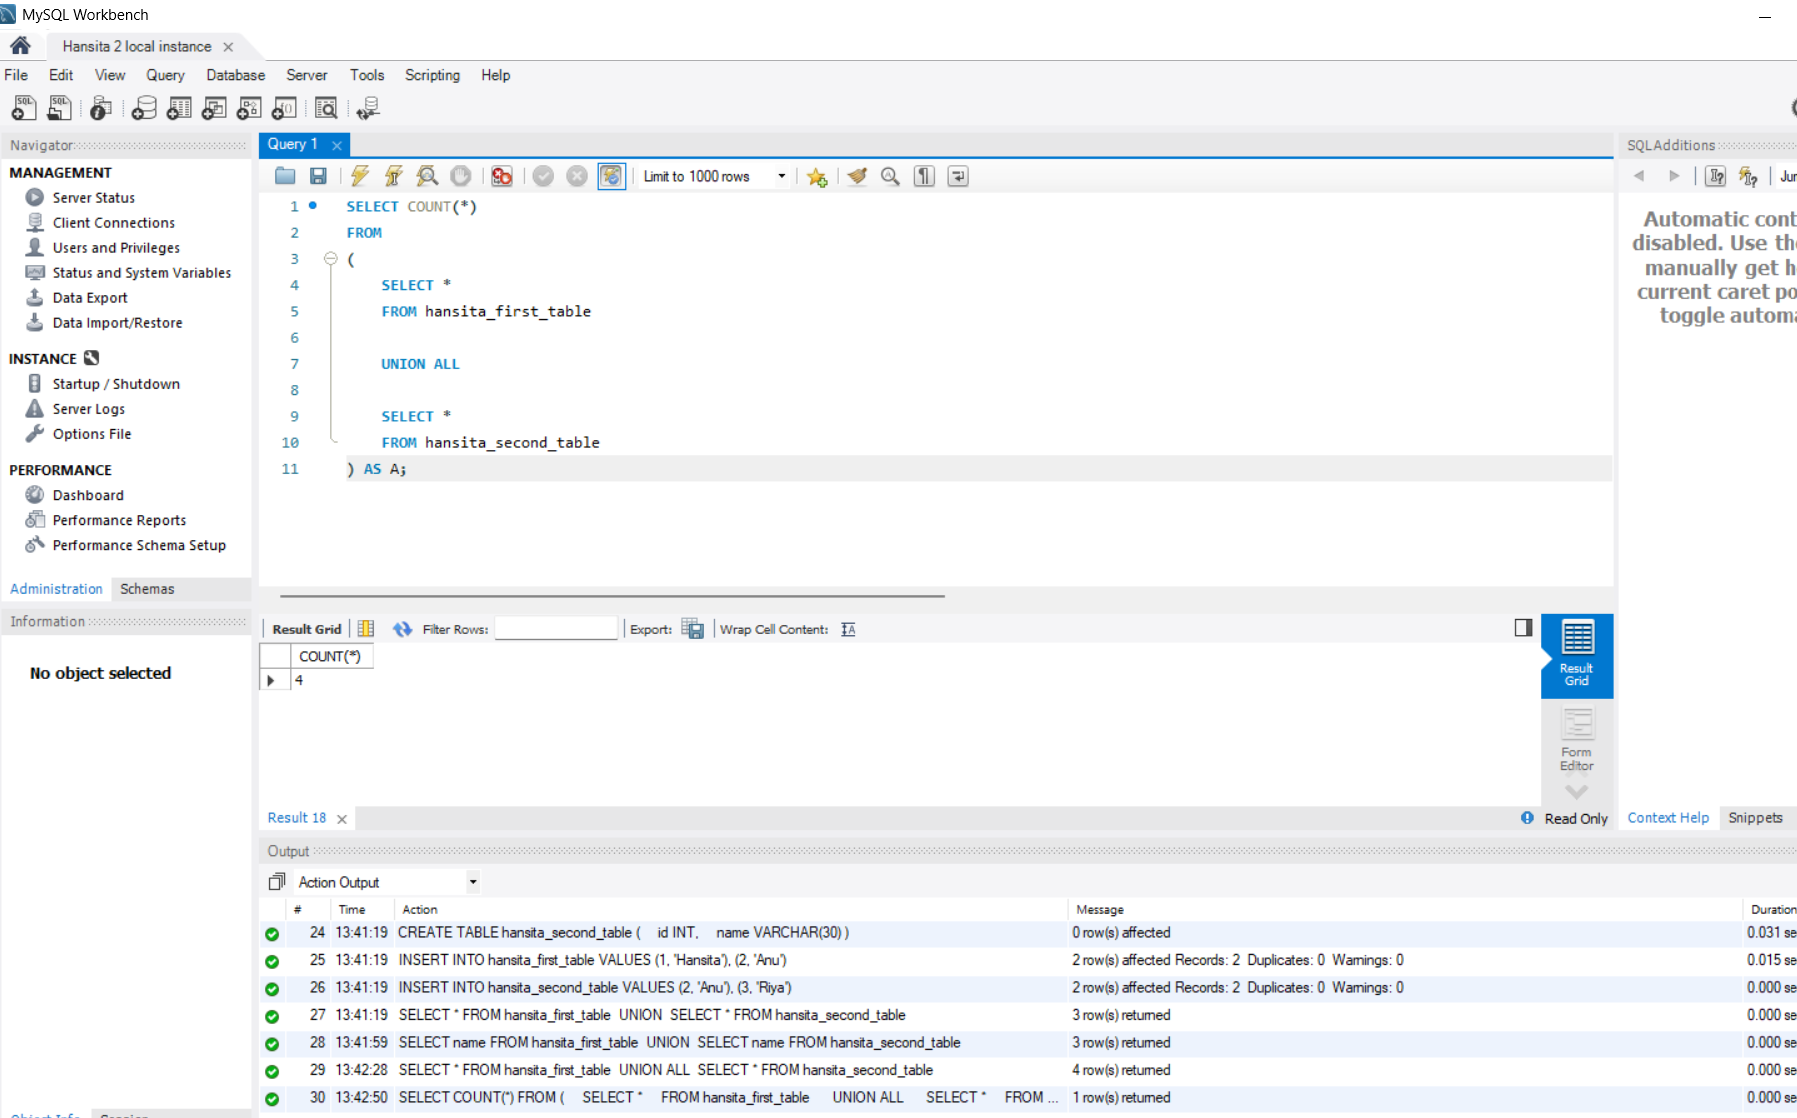 MySQL Workbench
Hansita 2 local instance
File Edit View Query Database Server Tools Scripting Help
Navigator
MANAGEMENT
Server Status
Client Connections
Users and Privileges
Status and System Variables
Data Export
Data Import/Restore
INSTANCE
Startup / Shutdown
Server Logs
Options File
PERFORMANCE
Dashboard
Performance Reports
Performance Schema Setup
Administration Schemas
Information
No object selected
Query 1
Limit to 1000 rows
1 SELECT COUNT(*)
2 FROM
3 (
4 SELECT *
5 FROM hansita_first_table
6
7 UNION ALL
8
9 SELECT *
10 FROM hansita_second_table
11 ) AS A;
Result Grid Filter Rows: Export: Wrap Cell Content:
COUNT(*)
4
Result Grid
Form Editor
Result 18
Read Only
SQLAdditions
Jum
Automatic cont
disabled. Use the
manually get h
current caret po
toggle automa
Context Help Snippets
Output
Action Output
# Time Action Message Duration
24 13:41:19 CREATE TABLE hansita_second_table ( id INT, name VARCHAR(30) ) 0 row(s) affected 0.031 se
25 13:41:19 INSERT INTO hansita_first_table VALUES (1, 'Hansita'), (2, 'Anu') 2 row(s) affected Records: 2 Duplicates: 0 Warnings: 0 0.015 se
26 13:41:19 INSERT INTO hansita_second_table VALUES (2, 'Anu'), (3, 'Riya') 2 row(s) affected Records: 2 Duplicates: 0 Warnings: 0 0.000 se
27 13:41:19 SELECT * FROM hansita_first_table UNION SELECT * FROM hansita_second_table 3 row(s) returned 0.000 se
28 13:41:59 SELECT name FROM hansita_first_table UNION SELECT name FROM hansita_second_table 3 row(s) returned 0.000 se
29 13:42:28 SELECT * FROM hansita_first_table UNION ALL SELECT * FROM hansita_second_table 4 row(s) returned 0.000 se
30 13:42:50 SELECT COUNT(*) FROM ( SELECT * FROM hansita_first_table UNION ALL SELECT * FROM ... 1 row(s) returned 0.000 se